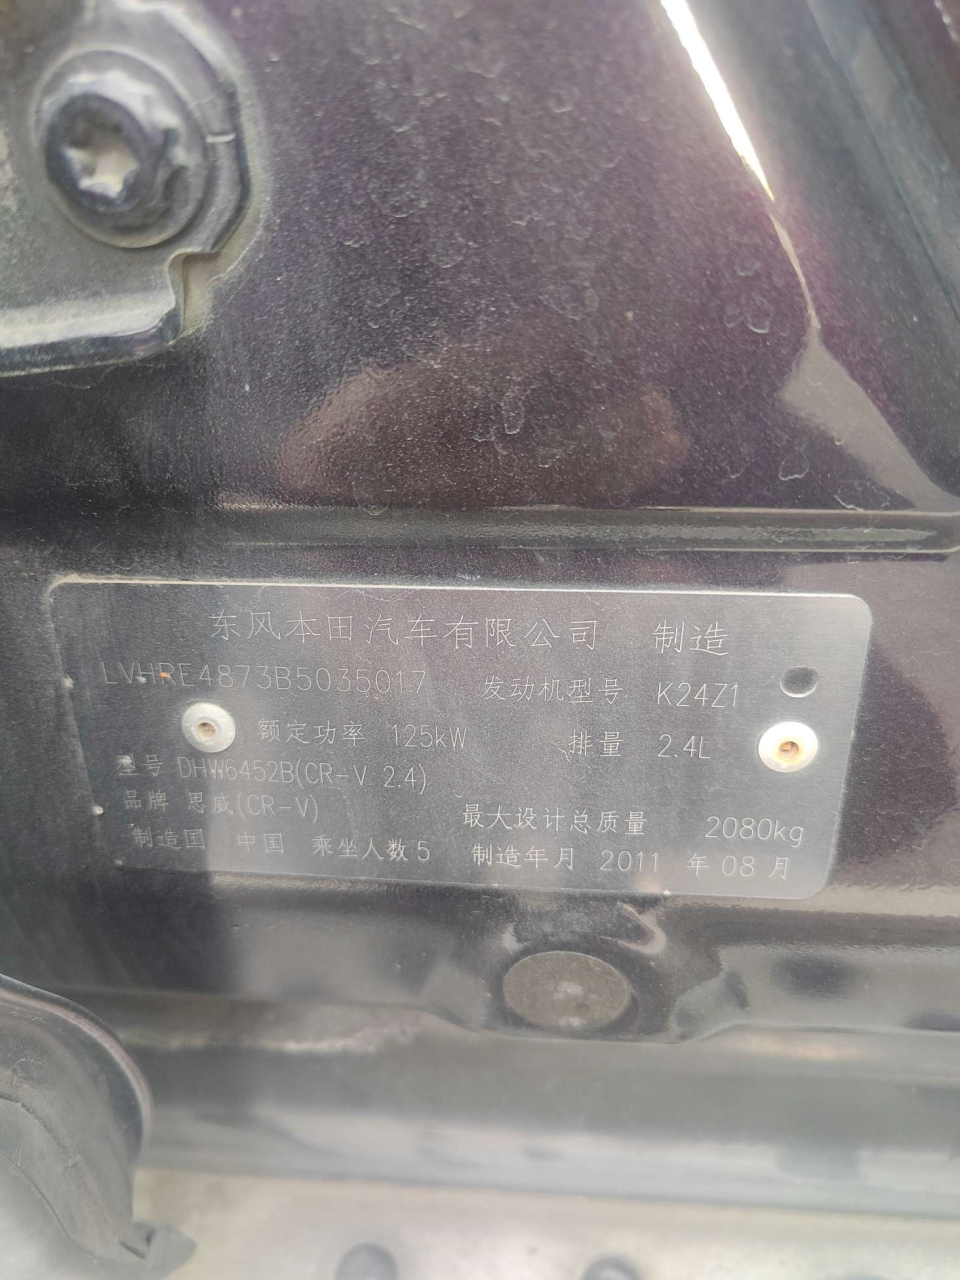 东风本田汽车有限公司 制造
LVHRE4873B5035017 发动机型号 K24Z1
额定功率 125kW 排量 2.4L
型号 DHW6452B(CR-V 2.4)
品牌 思威(CR-V) 最大设计总质量 2080kg
制造国 中国 乘坐人数 5 制造年月 2011 年 08 月